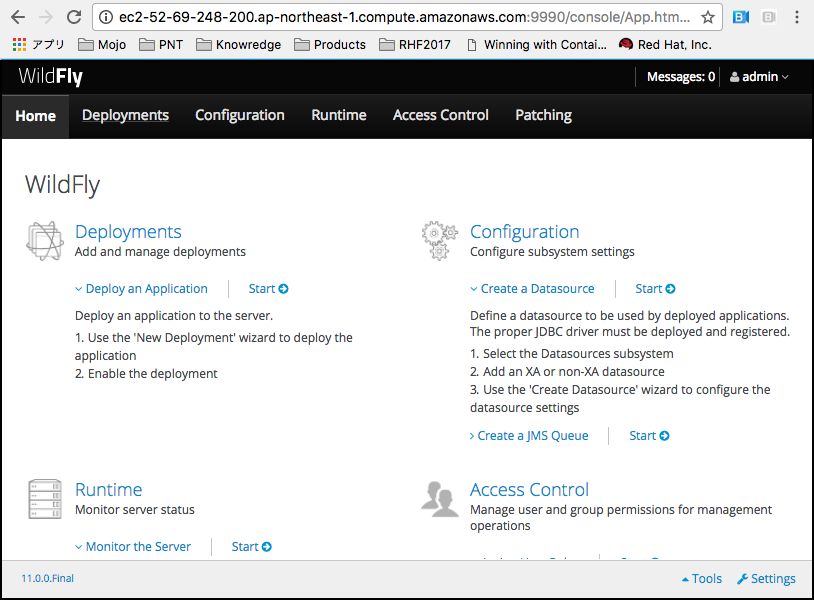 ec2-52-69-248-200.ap-northeast-1.compute.amazonaws.com:9990/console/App.htm...
アプリ Mojo PNT Knowredge Products RHF2017 Winning with Contai... Red Hat, Inc.
WildFly Messages: 0 admin
Home Deployments Configuration Runtime Access Control Patching
WildFly
Deployments
Add and manage deployments
Deploy an Application Start
Deploy an application to the server.
1. Use the 'New Deployment' wizard to deploy the
application
2. Enable the deployment
Configuration
Configure subsystem settings
Create a Datasource Start
Define a datasource to be used by deployed applications.
The proper JDBC driver must be deployed and registered.
1. Select the Datasources subsystem
2. Add an XA or non-XA datasource
3. Use the 'Create Datasource' wizard to configure the
datasource settings
Create a JMS Queue Start
Runtime
Monitor server status
Monitor the Server Start
Access Control
Manage user and group permissions for management
operations
11.0.0.Final Tools Settings